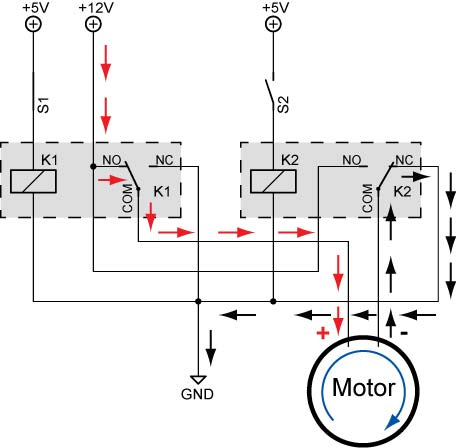 +5V +12V +5V
S1 S2
K1 NO NC K2 NO NC
COM K1 COM K2
+ -
GND
Motor